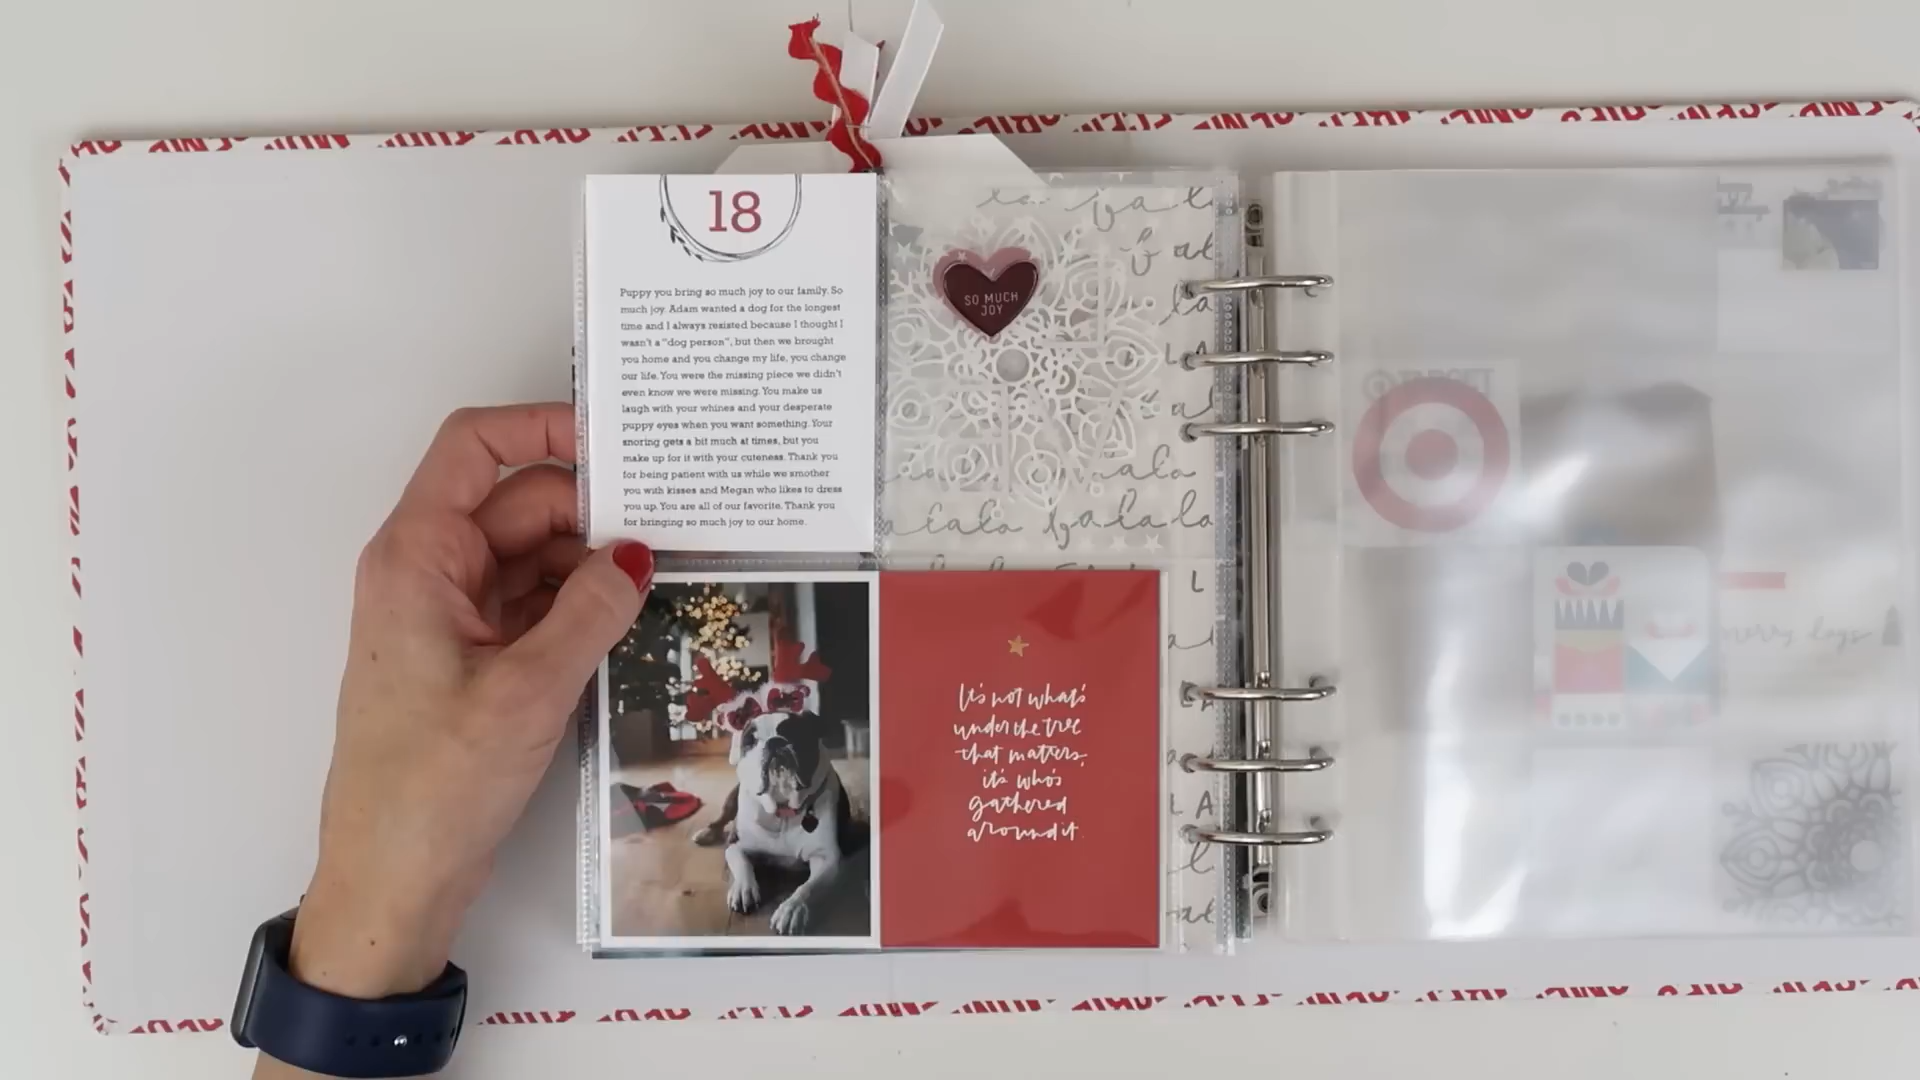 18
Puppy you bring so much joy to our family. So
much joy. Adam wanted a dog for the longest
time and I always resisted because I thought I
wasn't a "dog person", but then we brought
you home and you change my life, you change
our life. You were the missing piece we didn't
even know we were missing. You make us
laugh with your whines and your desperate
puppy eyes when you want something. Your
snoring gets a bit much at times, but you
make up for it with your cuteness. Thank you
for being patient with us while we smother
you with kisses and Megan who likes to dress
you up. You are all of our favorite. Thank you
for bringing so much joy to our home.
SO MUCH
JOY
fa la
falala
It's not what's
under the tree
that matters,
it's who's
gathered
around it.
merry days